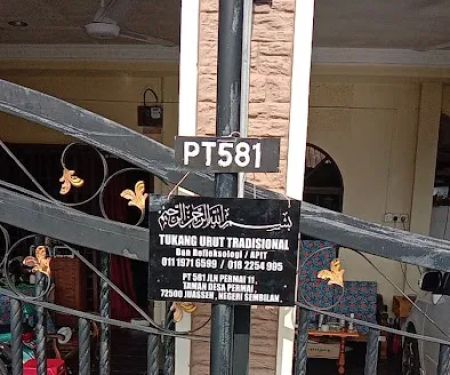 PT581
بسم الله الرحمن الرحيم
TUKANG URUT TRADISIONAL
Dan Refleksologi / APIT
011 1971 6599 / 018 2254 905
PT 581 JLN PERMAI 11,
TAMAN DESA PERMAI
72500 JUASSEH, NEGERI SEMBILAN.